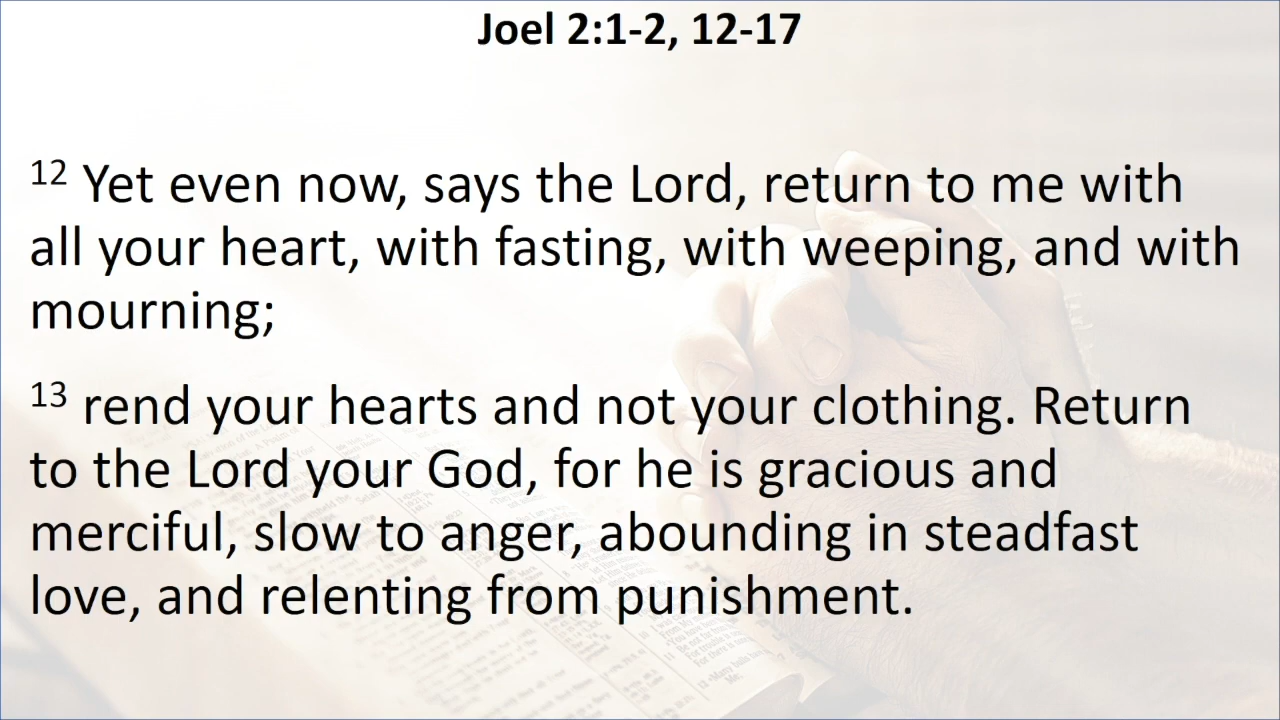 Joel 2:1-2, 12-17
12 Yet even now, says the Lord, return to me with
all your heart, with fasting, with weeping, and with
mourning;
13 rend your hearts and not your clothing. Return
to the Lord your God, for he is gracious and
merciful, slow to anger, abounding in steadfast
love, and relenting from punishment.